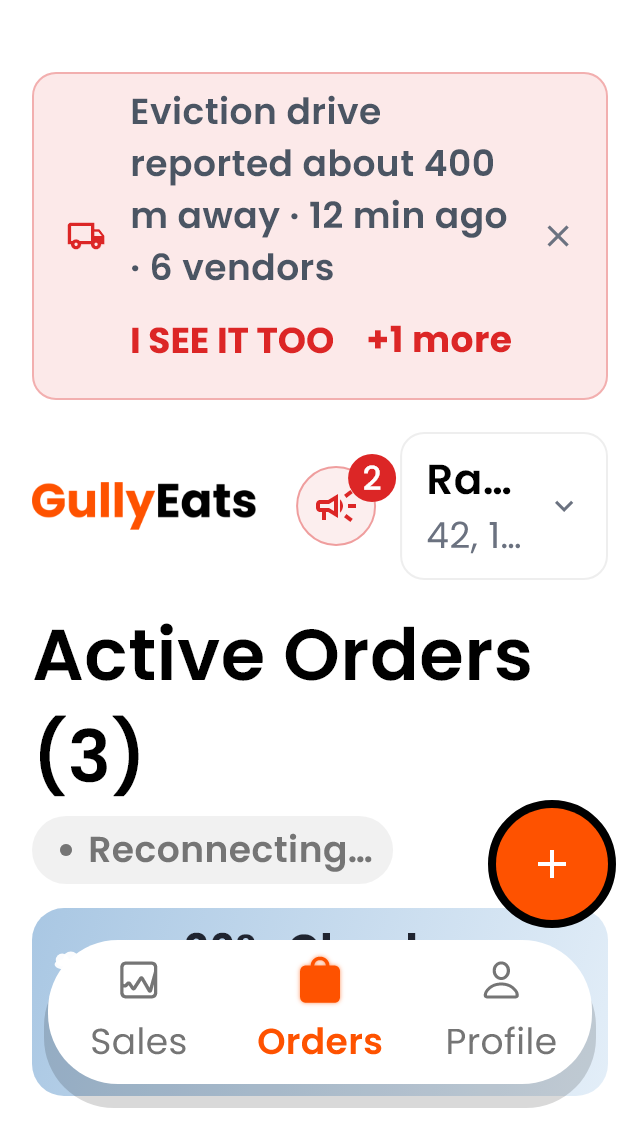 Eviction drive
reported about 400
m away · 12 min ago
· 6 vendors
I SEE IT TOO +1 more
GullyEats
2
Ra...
42, 1...
Active Orders
(3)
Reconnecting...
+
Sales
Orders
Profile